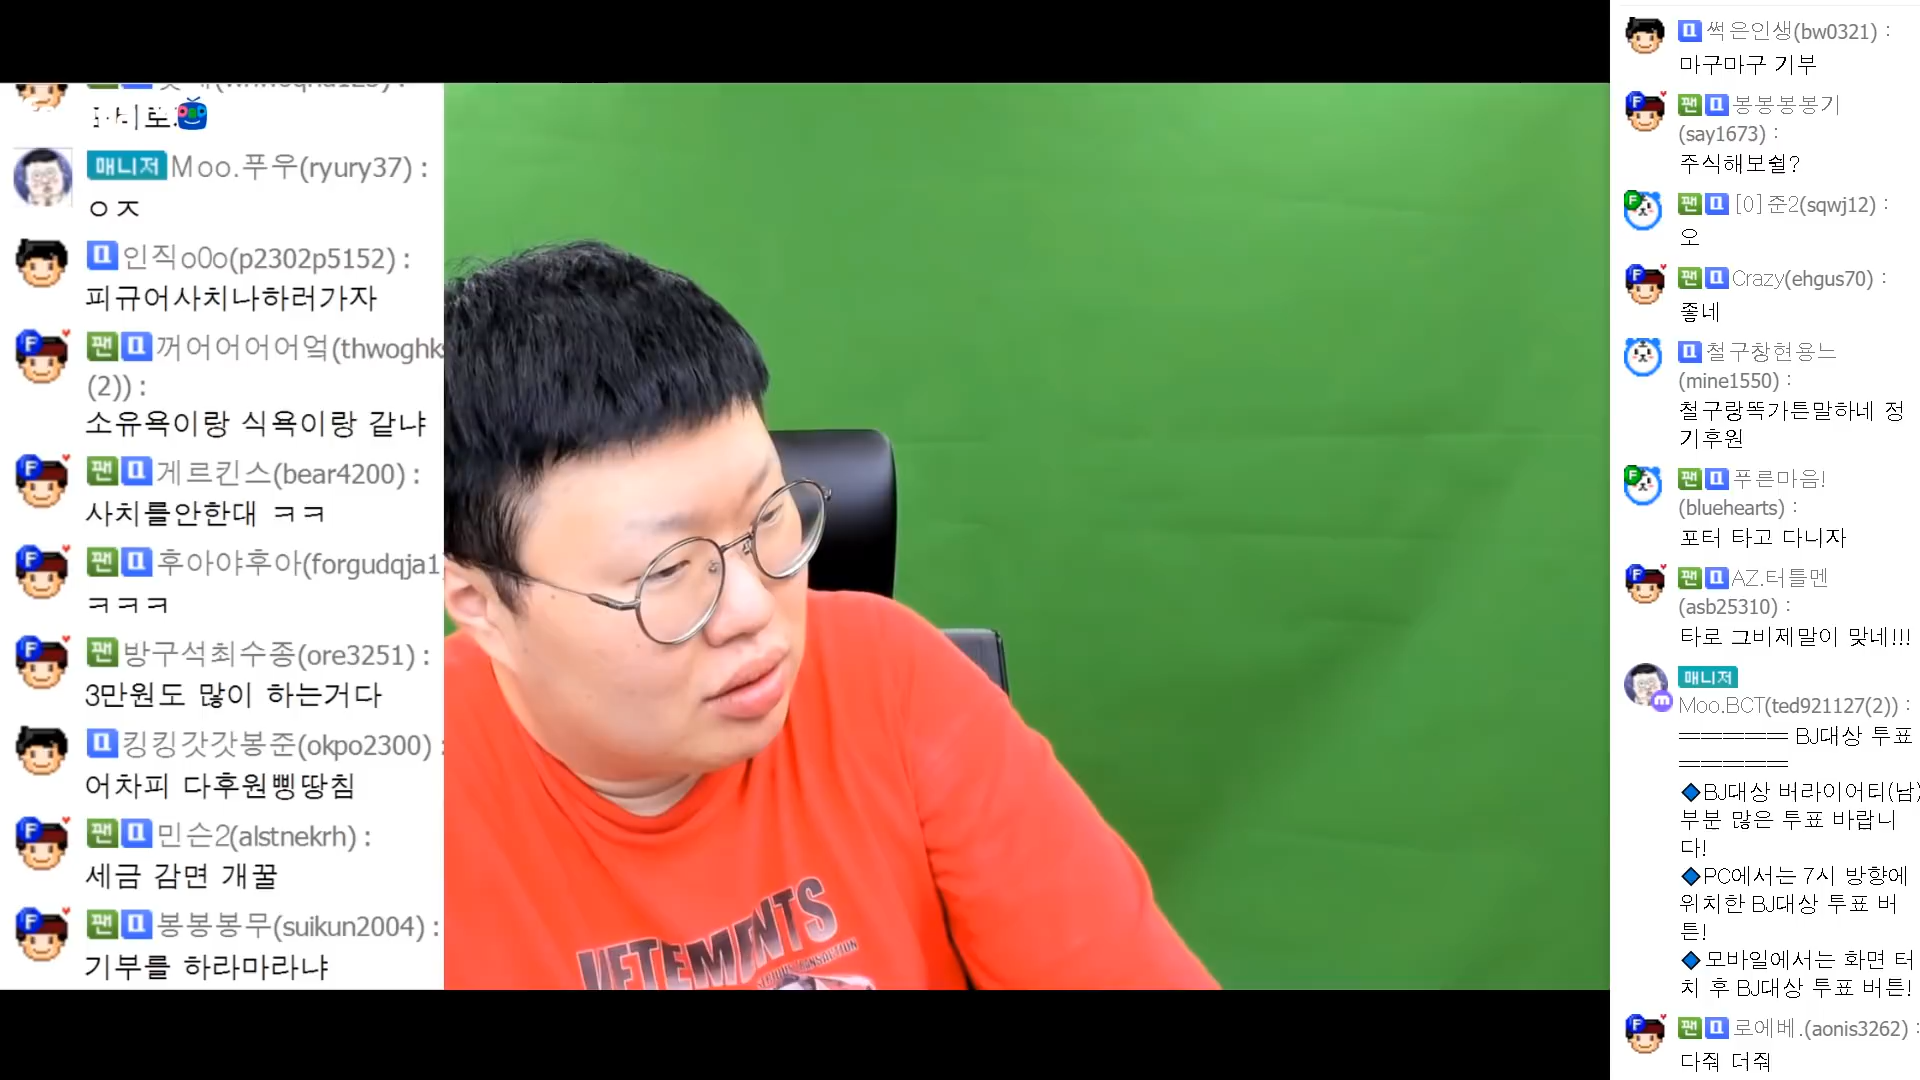 매니저 Moo.푸우(ryury37) :
ㅇㅈ
인직o0o(p2302p5152) :
피규어사치나하러가자
팬 꺼어어어어엌(thwoghks
(2)) :
소유욕이랑 식욕이랑 같냐
팬 게르킨스(bear4200) :
사치를안한대 ㅋㅋ
팬 후아야후아(forgudqja1
ㅋㅋㅋ
팬 방구석최수종(ore3251) :
3만원도 많이 하는거다
킹킹갓갓봉준(okpo2300) :
어차피 다후원삥땅침
팬 민슨2(alstnekrh) :
세금 감면 개꿀
팬 봉봉봉무(suikun2004) :
기부를 하라마라냐
VETEMENTS
썩은인생(bw0321) :
마구마구 기부
팬 봉봉봉봉기
(say1673) :
주식해보쉴?
팬 [0]준2(sqwj12) :
오
팬 Crazy(ehgus70) :
좋네
철구창현용느
(mine1550) :
철구랑똑가튼말하네 정
기후원
팬 푸른마음!
(bluehearts) :
포터 타고 다니자
팬 AZ.터틀멘
(asb25310) :
타로 그비제말이 맞네!!!
매니저
Moo.BCT(ted921127(2)) :
══════ BJ대상 투표
══════
🔷BJ대상 버라이어티(남)
부분 많은 투표 바랍니
다!
🔷PC에서는 7시 방향에
위치한 BJ대상 투표 버
튼!
🔷모바일에서는 화면 터
치 후 BJ대상 투표 버튼!
팬 로에베.(aonis3262) :
다줘 더줘